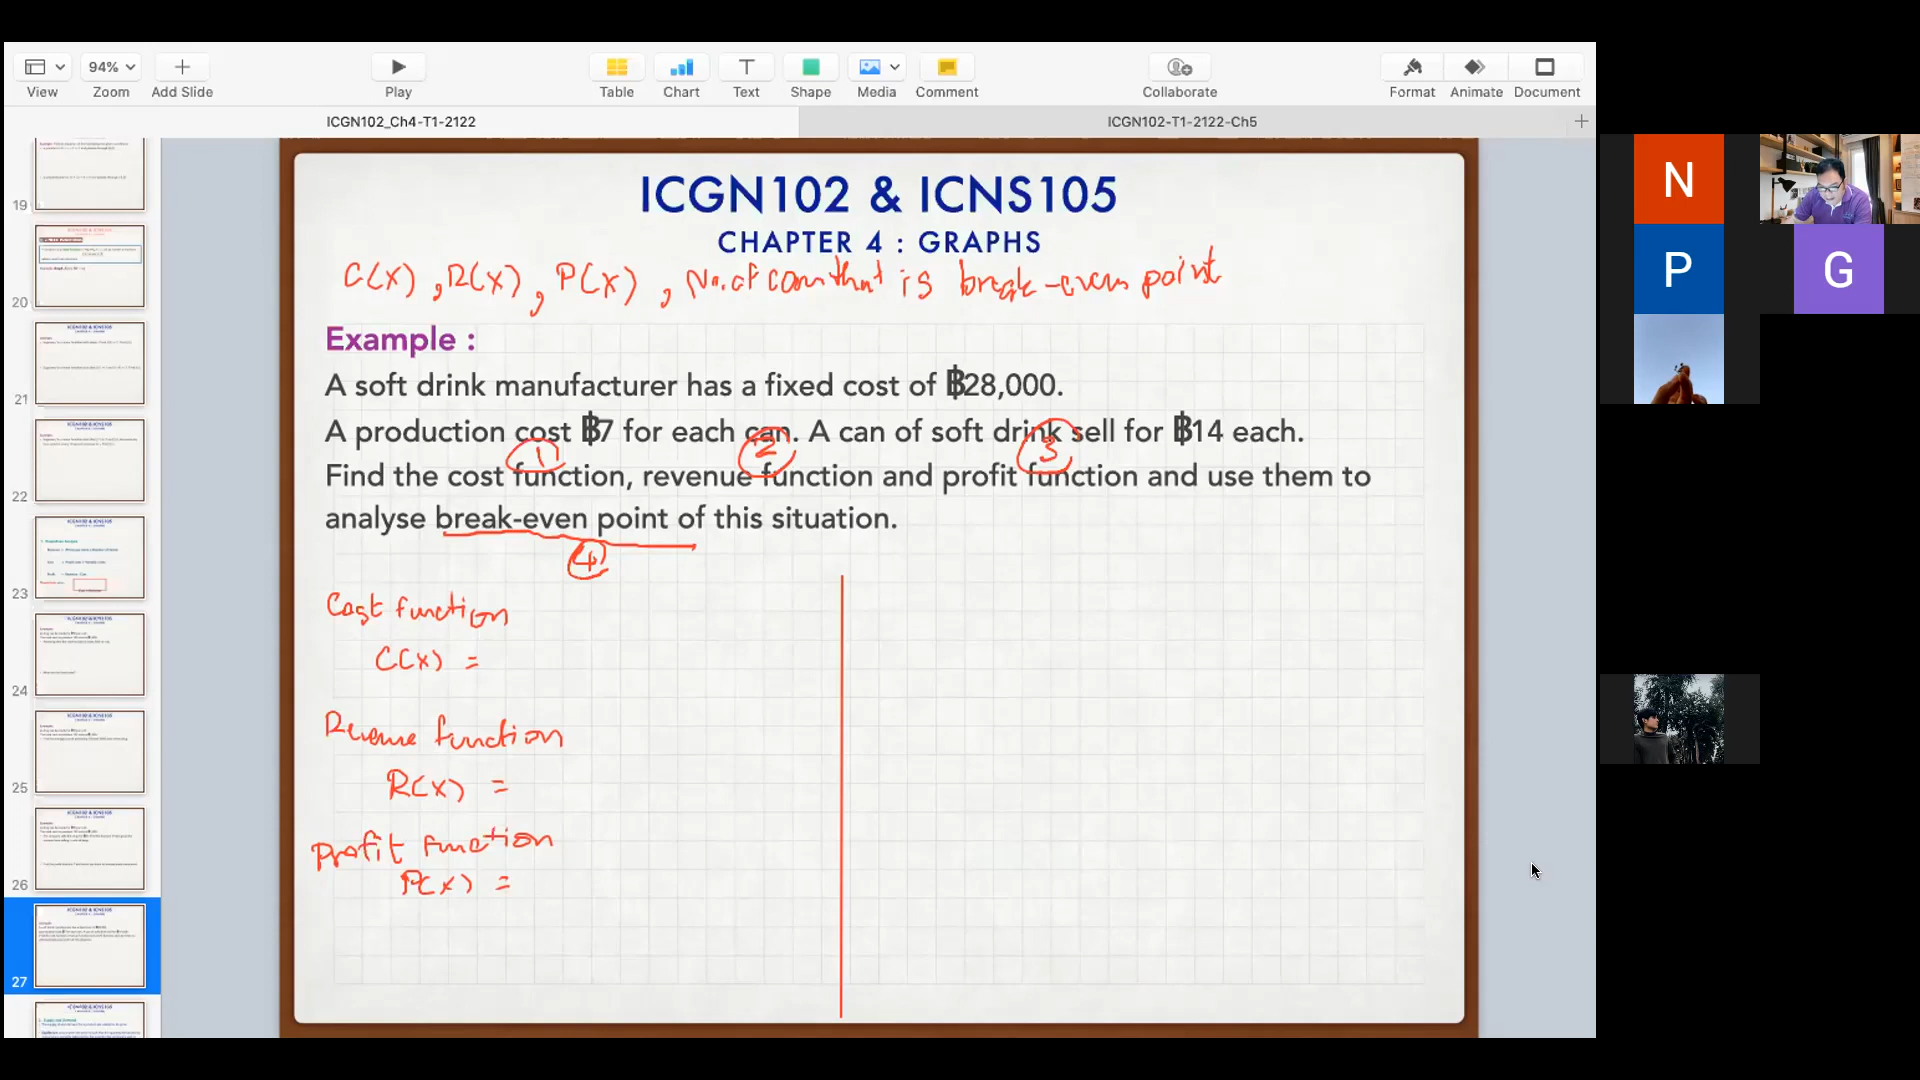 View
94%
Zoom
Add Slide
Play
Table
Chart
Text
Shape
Media
Comment
Collaborate
Format
Animate
Document
ICGN102_Ch4-T1-2122
ICGN102-T1-2122-Ch5
19
20
21
22
23
24
25
26
27
ICGN102 & ICNS105
CHAPTER 4 : GRAPHS
C(x), R(x), P(x), No. of can that is break-even point
Example :
A soft drink manufacturer has a fixed cost of ฿28,000.
A production cost ฿7 for each can. A can of soft drink sell for ฿14 each.
1 2 3
Find the cost function, revenue function and profit function and use them to
analyse break-even point of this situation.
4
Cost function
C(x) =
Revenue function
R(x) =
Profit function
P(x) =
N
P
G